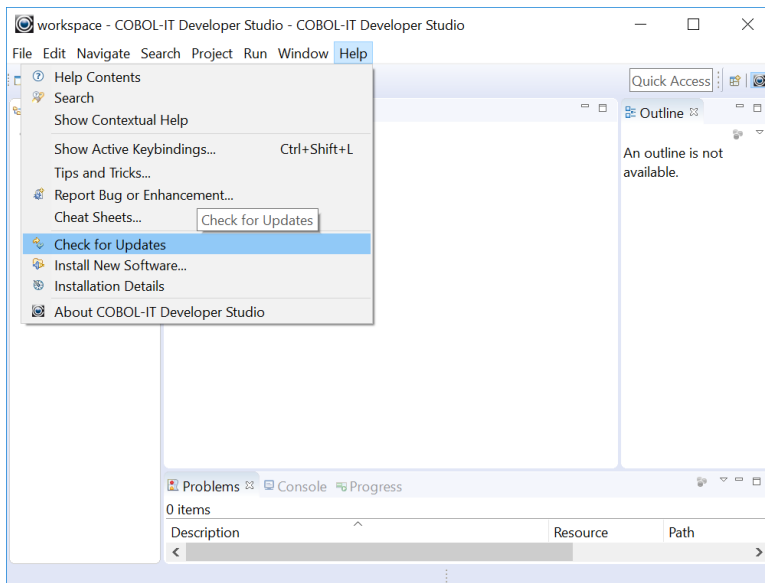 workspace - COBOL-IT Developer Studio - COBOL-IT Developer Studio
File Edit Navigate Search Project Run Window Help
Quick Access
Help Contents
Search
Show Contextual Help
Show Active Keybindings... Ctrl+Shift+L
Tips and Tricks...
Report Bug or Enhancement...
Cheat Sheets...
Check for Updates
Check for Updates
Install New Software...
Installation Details
About COBOL-IT Developer Studio
Outline
An outline is not
available.
Problems Console Progress
0 items
Description Resource Path